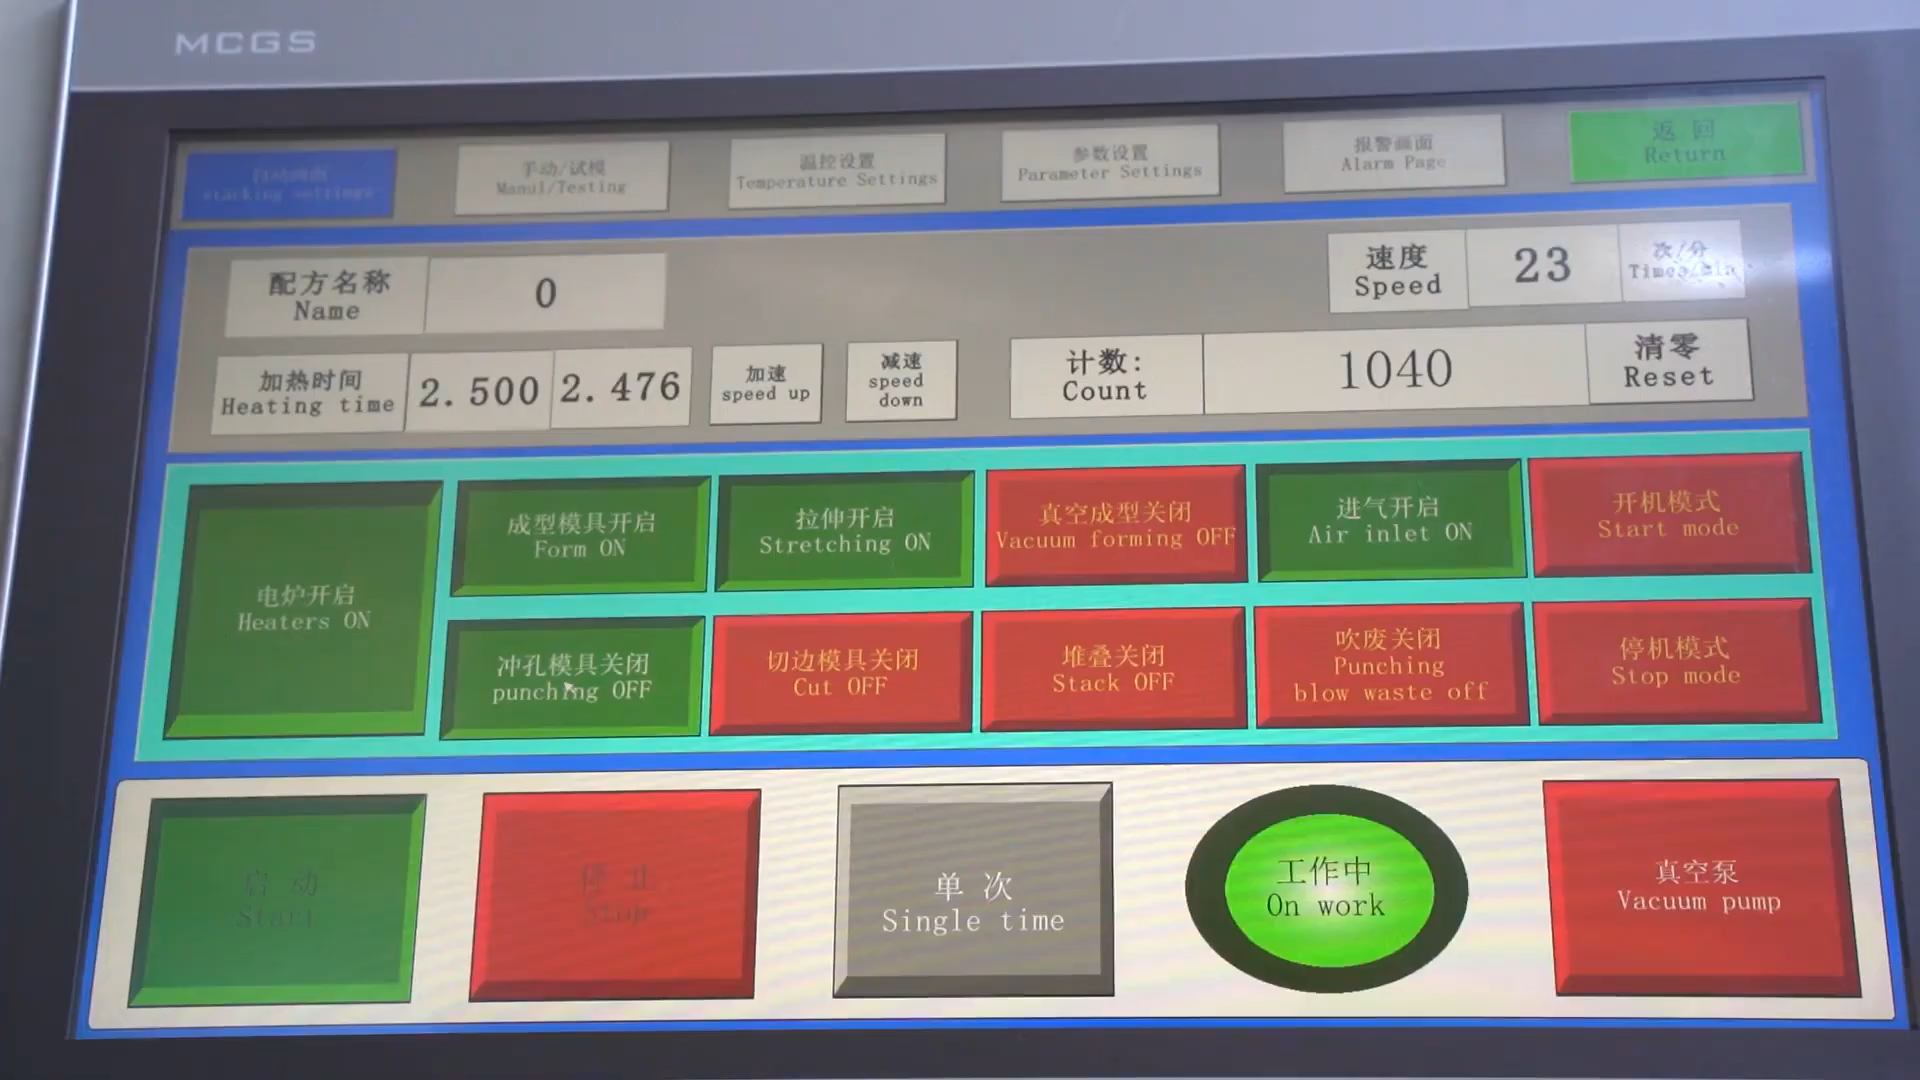 MCGS
自动画面
stacking settings
手动/试模
Manul/Testing
温控设置
Temperature Settings
参数设置
Parameter Settings
报警画面
Alarm Page
返 回
Return
配方名称
Name
0
速度
Speed
23
次/分
Times/Min
加热时间
Heating time
2.500
2.476
加速
speed up
减速
speed
down
计数:
Count
1040
清零
Reset
电炉开启
Heaters ON
成型模具开启
Form ON
拉伸开启
Stretching ON
真空成型关闭
Vacuum forming OFF
进气开启
Air inlet ON
开机模式
Start mode
冲孔模具关闭
punching OFF
切边模具关闭
Cut OFF
堆叠关闭
Stack OFF
吹废关闭
Punching
blow waste off
停机模式
Stop mode
启 动
Start
停 止
Stop
单 次
Single time
工作中
On work
真空泵
Vacuum pump